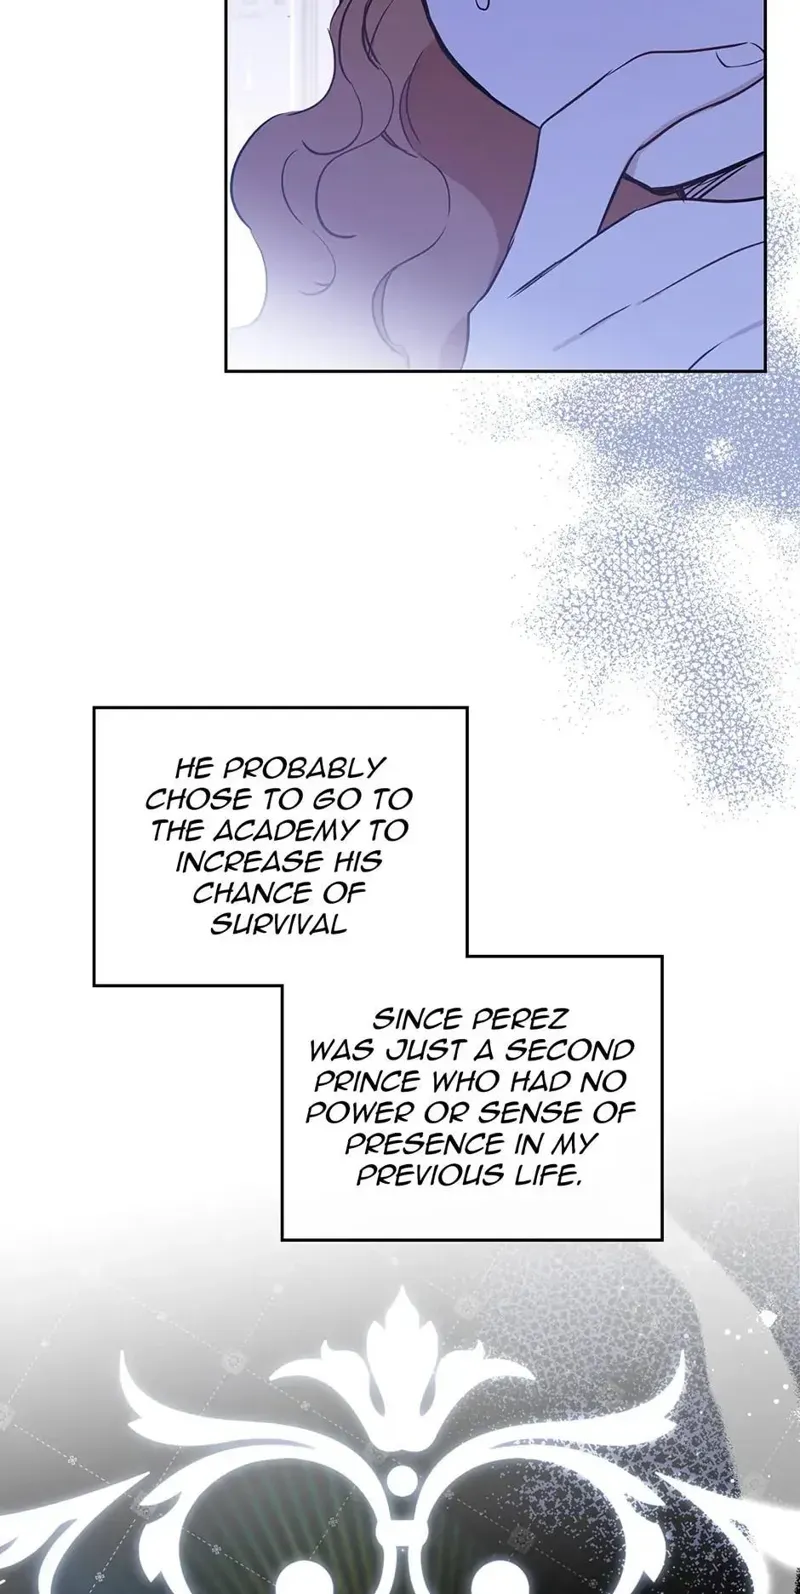 HE PROBABLY
CHOSE TO GO TO
THE ACADEMY TO
INCREASE HIS
CHANCE OF
SURVIVAL
SINCE PEREZ
WAS JUST A SECOND
PRINCE WHO HAD NO
POWER OR SENSE OF
PRESENCE IN MY
PREVIOUS LIFE.